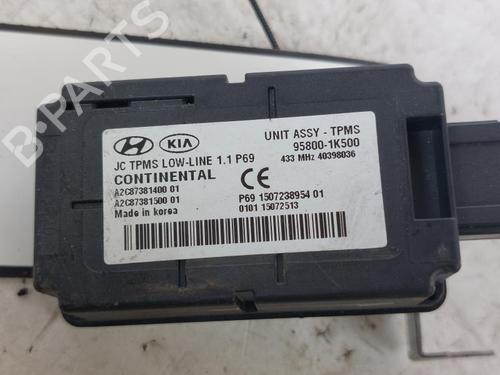 HYUNDAI KIA
UNIT ASSY - TPMS
95800-1K500
JC TPMS LOW-LINE 1.1 P69
433 MHz 40398036
CONTINENTAL
CE
A2C87381400 01
A2C87381500 01
Made in korea
P69 1507238954 01
0101 15072513
B-PARTS